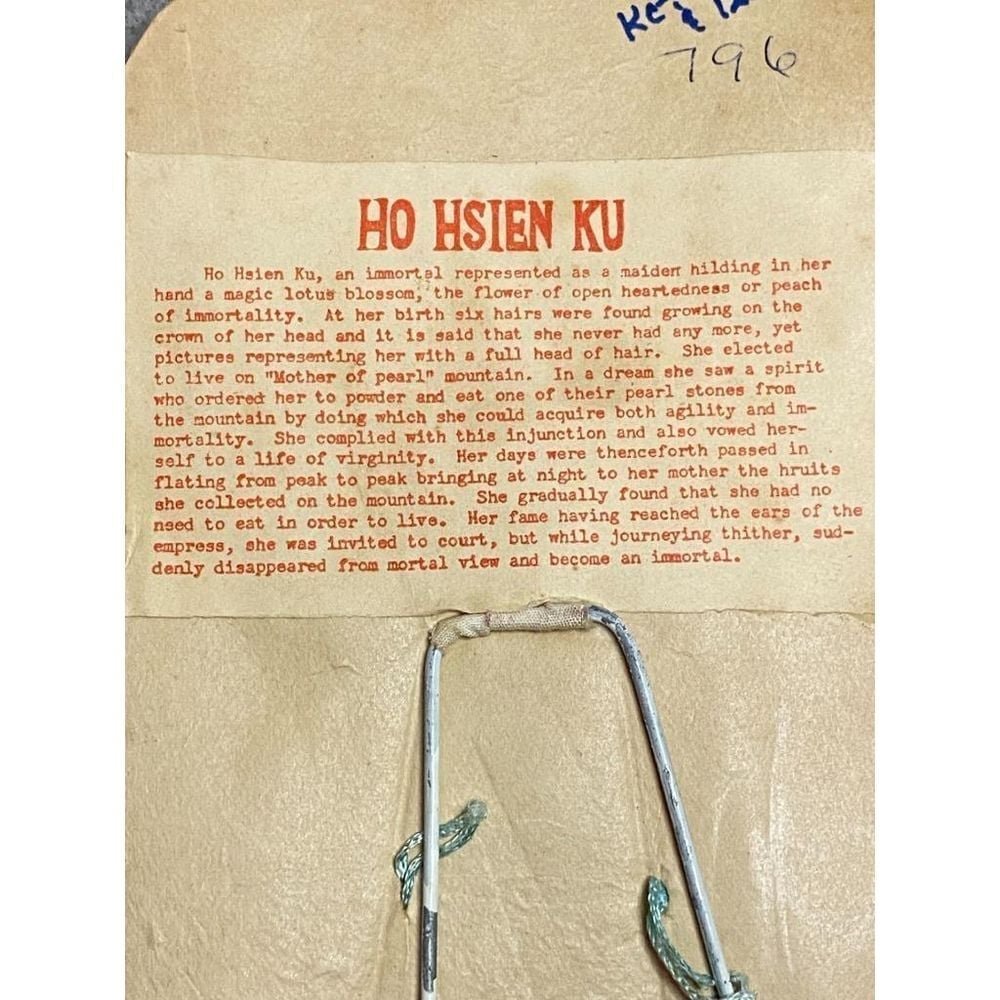 796
HO HSIEN KU
Ho Hsien Ku, an immortal represented as a maiden hilding in her
hand a magic lotus blossom, the flower of open heartedness or peach
of immortality. At her birth six hairs were found growing on the
crown of her head and it is said that she never had any more, yet
pictures representing her with a full head of hair. She elected
to live on "Mother of pearl" mountain. In a dream she saw a spirit
who ordered her to powder and eat one of their pearl stones from
the mountain by doing which she could acquire both agility and im-
mortality. She complied with this injunction and also vowed her-
self to a life of virginity. Her days were thenceforth passed in
flating from peak to peak bringing at night to her mother the hruits
she collected on the mountain. She gradually found that she had no
need to eat in order to live. Her fame having reached the ears of the
empress, she was invited to court, but while journeying thither, sud-
denly disappeared from mortal view and become an immortal.